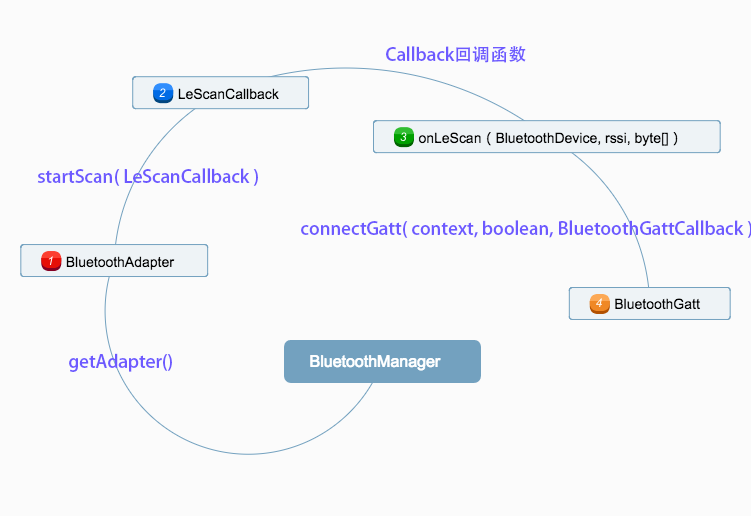 Callback回调函数
2 LeScanCallback
3 onLeScan ( BluetoothDevice, rssi, byte[] )
startScan( LeScanCallback )
connectGatt( context, boolean, BluetoothGattCallback )
1 BluetoothAdapter
4 BluetoothGatt
getAdapter()
BluetoothManager